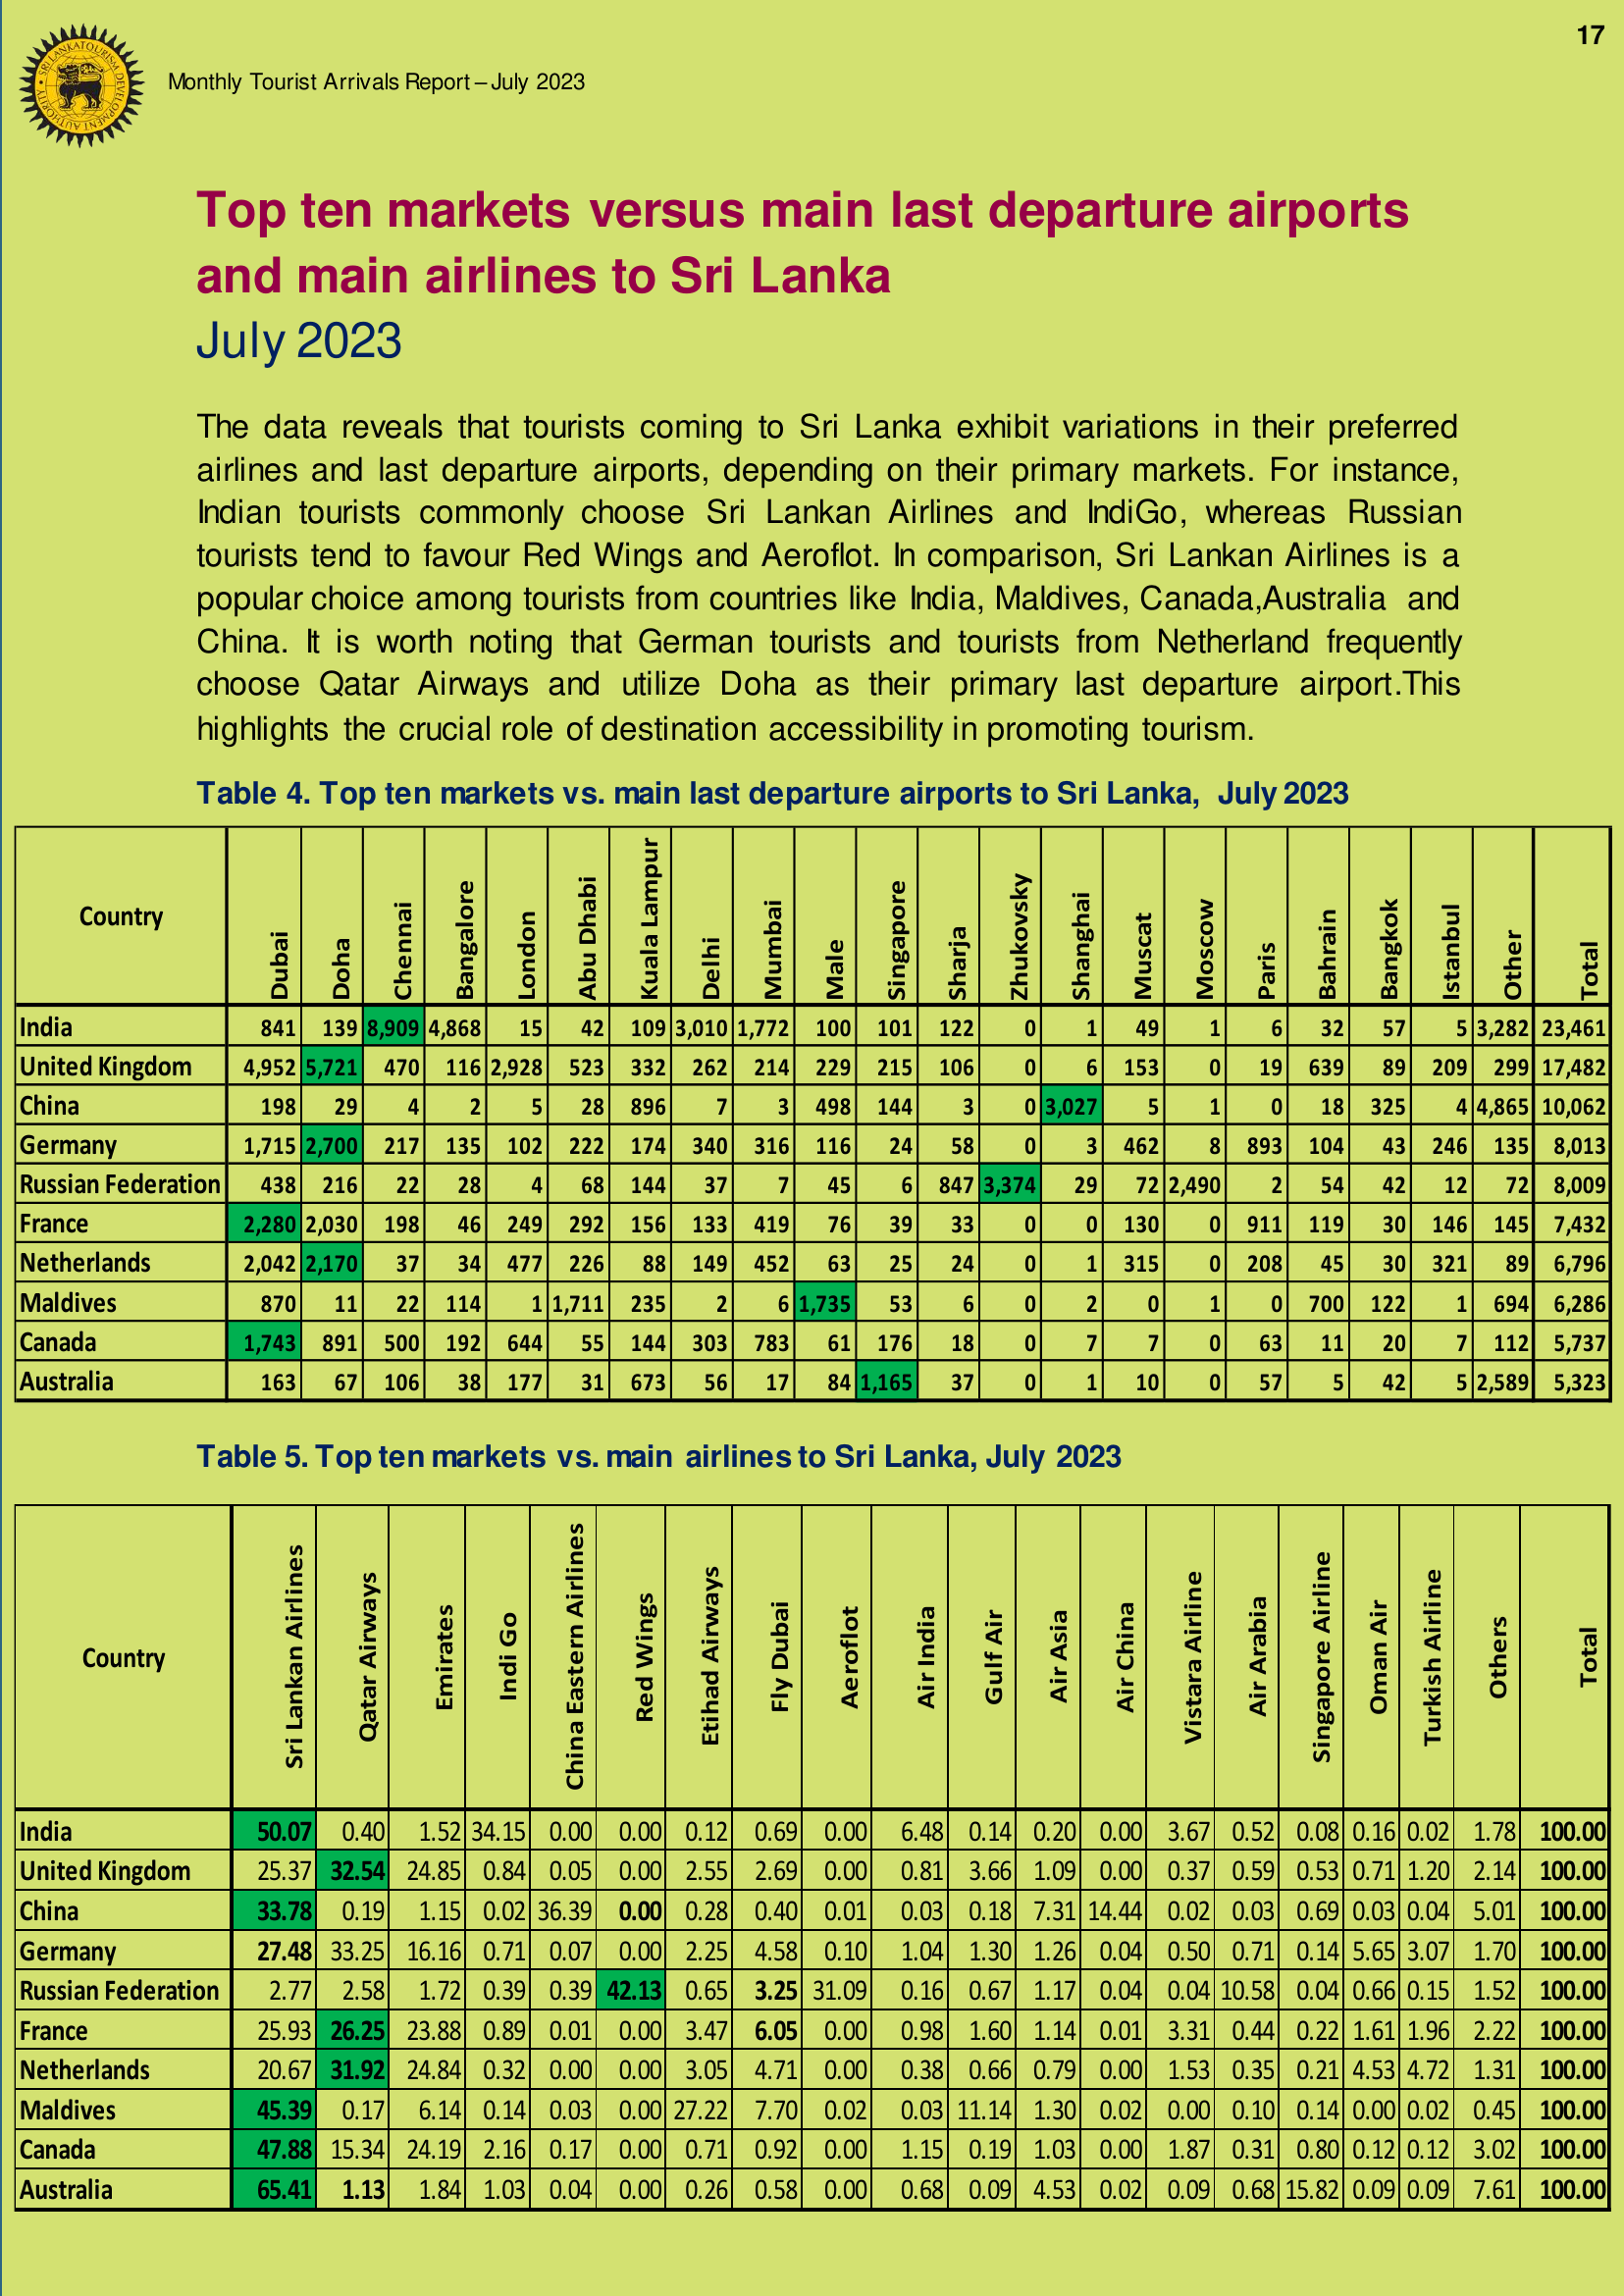 17
SRI LANKA TOURISM DEVELOPMENT AUTHORITY
Monthly Tourist Arrivals Report – July 2023
Top ten markets versus main last departure airports
and main airlines to Sri Lanka
July 2023
The data reveals that tourists coming to Sri Lanka exhibit variations in their preferred
airlines and last departure airports, depending on their primary markets. For instance,
Indian tourists commonly choose Sri Lankan Airlines and IndiGo, whereas Russian
tourists tend to favour Red Wings and Aeroflot. In comparison, Sri Lankan Airlines is a
popular choice among tourists from countries like India, Maldives, Canada,Australia and
China. It is worth noting that German tourists and tourists from Netherland frequently
choose Qatar Airways and utilize Doha as their primary last departure airport.This
highlights the crucial role of destination accessibility in promoting tourism.
Table 4. Top ten markets vs. main last departure airports to Sri Lanka, July 2023
Country Dubai Doha Chennai Bangalore London Abu Dhabi Kuala Lampur Delhi Mumbai Male Singapore Sharja Zhukovsky Shanghai Muscat Moscow Paris Bahrain Bangkok Istanbul Other Total
India 841 139 8,909 4,868 15 42 109 3,010 1,772 100 101 122 0 1 49 1 6 32 57 5 3,282 23,461
United Kingdom 4,952 5,721 470 116 2,928 523 332 262 214 229 215 106 0 6 153 0 19 639 89 209 299 17,482
China 198 29 4 2 5 28 896 7 3 498 144 3 0 3,027 5 1 0 18 325 4 4,865 10,062
Germany 1,715 2,700 217 135 102 222 174 340 316 116 24 58 0 3 462 8 893 104 43 246 135 8,013
Russian Federation 438 216 22 28 4 68 144 37 7 45 6 847 3,374 29 72 2,490 2 54 42 12 72 8,009
France 2,280 2,030 198 46 249 292 156 133 419 76 39 33 0 0 130 0 911 119 30 146 145 7,432
Netherlands 2,042 2,170 37 34 477 226 88 149 452 63 25 24 0 1 315 0 208 45 30 321 89 6,796
Maldives 870 11 22 114 1 1,711 235 2 6 1,735 53 6 0 2 0 1 0 700 122 1 694 6,286
Canada 1,743 891 500 192 644 55 144 303 783 61 176 18 0 7 7 0 63 11 20 7 112 5,737
Australia 163 67 106 38 177 31 673 56 17 84 1,165 37 0 1 10 0 57 5 42 5 2,589 5,323
Table 5. Top ten markets vs. main airlines to Sri Lanka, July 2023
Country Sri Lankan Airlines Qatar Airways Emirates Indi Go China Eastern Airlines Red Wings Etihad Airways Fly Dubai Aeroflot Air India Gulf Air Air Asia Air China Vistara Airline Air Arabia Singapore Airline Oman Air Turkish Airline Others Total
India 50.07 0.40 1.52 34.15 0.00 0.00 0.12 0.69 0.00 6.48 0.14 0.20 0.00 3.67 0.52 0.08 0.16 0.02 1.78 100.00
United Kingdom 25.37 32.54 24.85 0.84 0.05 0.00 2.55 2.69 0.00 0.81 3.66 1.09 0.00 0.37 0.59 0.53 0.71 1.20 2.14 100.00
China 33.78 0.19 1.15 0.02 36.39 0.00 0.28 0.40 0.01 0.03 0.18 7.31 14.44 0.02 0.03 0.69 0.03 0.04 5.01 100.00
Germany 27.48 33.25 16.16 0.71 0.07 0.00 2.25 4.58 0.10 1.04 1.30 1.26 0.04 0.50 0.71 0.14 5.65 3.07 1.70 100.00
Russian Federation 2.77 2.58 1.72 0.39 0.39 42.13 0.65 3.25 31.09 0.16 0.67 1.17 0.04 0.04 10.58 0.04 0.66 0.15 1.52 100.00
France 25.93 26.25 23.88 0.89 0.01 0.00 3.47 6.05 0.00 0.98 1.60 1.14 0.01 3.31 0.44 0.22 1.61 1.96 2.22 100.00
Netherlands 20.67 31.92 24.84 0.32 0.00 0.00 3.05 4.71 0.00 0.38 0.66 0.79 0.00 1.53 0.35 0.21 4.53 4.72 1.31 100.00
Maldives 45.39 0.17 6.14 0.14 0.03 0.00 27.22 7.70 0.02 0.03 11.14 1.30 0.02 0.00 0.10 0.14 0.00 0.02 0.45 100.00
Canada 47.88 15.34 24.19 2.16 0.17 0.00 0.71 0.92 0.00 1.15 0.19 1.03 0.00 1.87 0.31 0.80 0.12 0.12 3.02 100.00
Australia 65.41 1.13 1.84 1.03 0.04 0.00 0.26 0.58 0.00 0.68 0.09 4.53 0.02 0.09 0.68 15.82 0.09 0.09 7.61 100.00